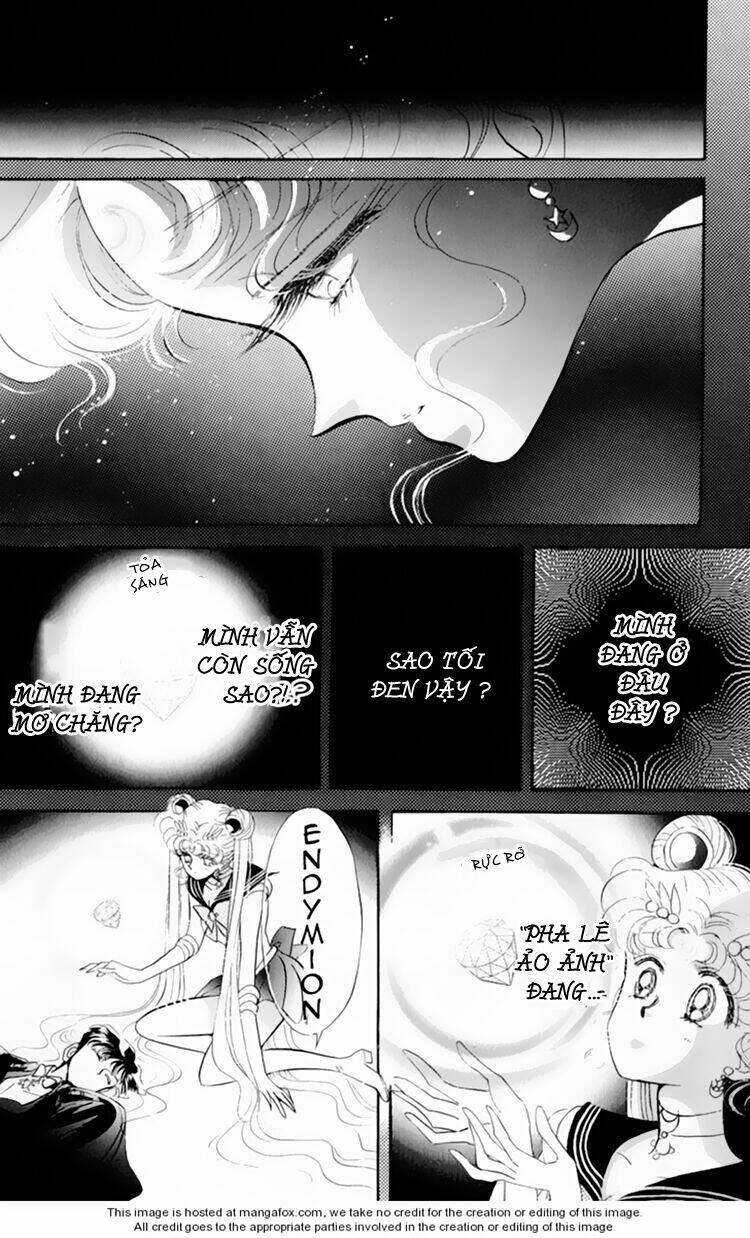 MÌNH
ĐANG Ở
ĐÂU
ĐÂY ?
SAO TỐI
ĐEN VẬY ?
TỎA
SÁNG
MÌNH VẪN
CÒN SỐNG
SAO?!?
MÌNH ĐANG
MƠ CHĂNG?
RỰC RỠ
"PHA LÊ
ẢO ẢNH"
ĐANG...
ENDYMION
This image is hosted at mangafox.com, we take no credit for the creation or editing of this image.
All credit goes to the appropriate parties involved in the creation or editing of this image